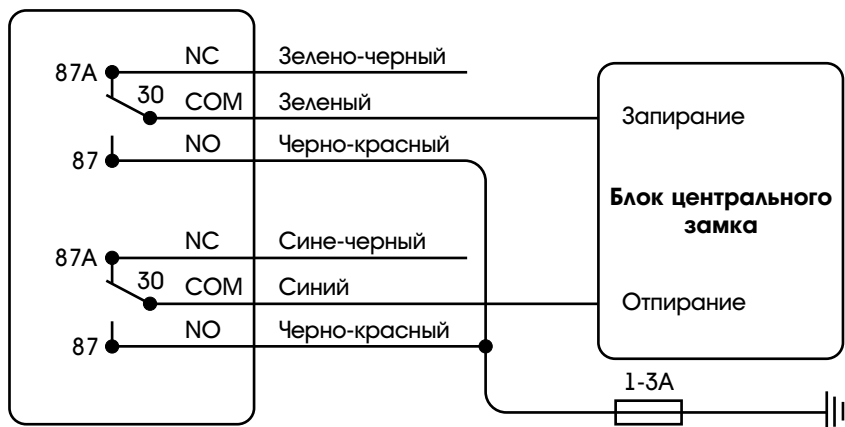 NC Зелено-черный
87A
30 COM Зеленый
NO Черно-красный
87
NC Сине-черный
87A
30 COM Синий
NO Черно-красный
87
Запирание
Блок центрального
замка
Отпирание
1-3А